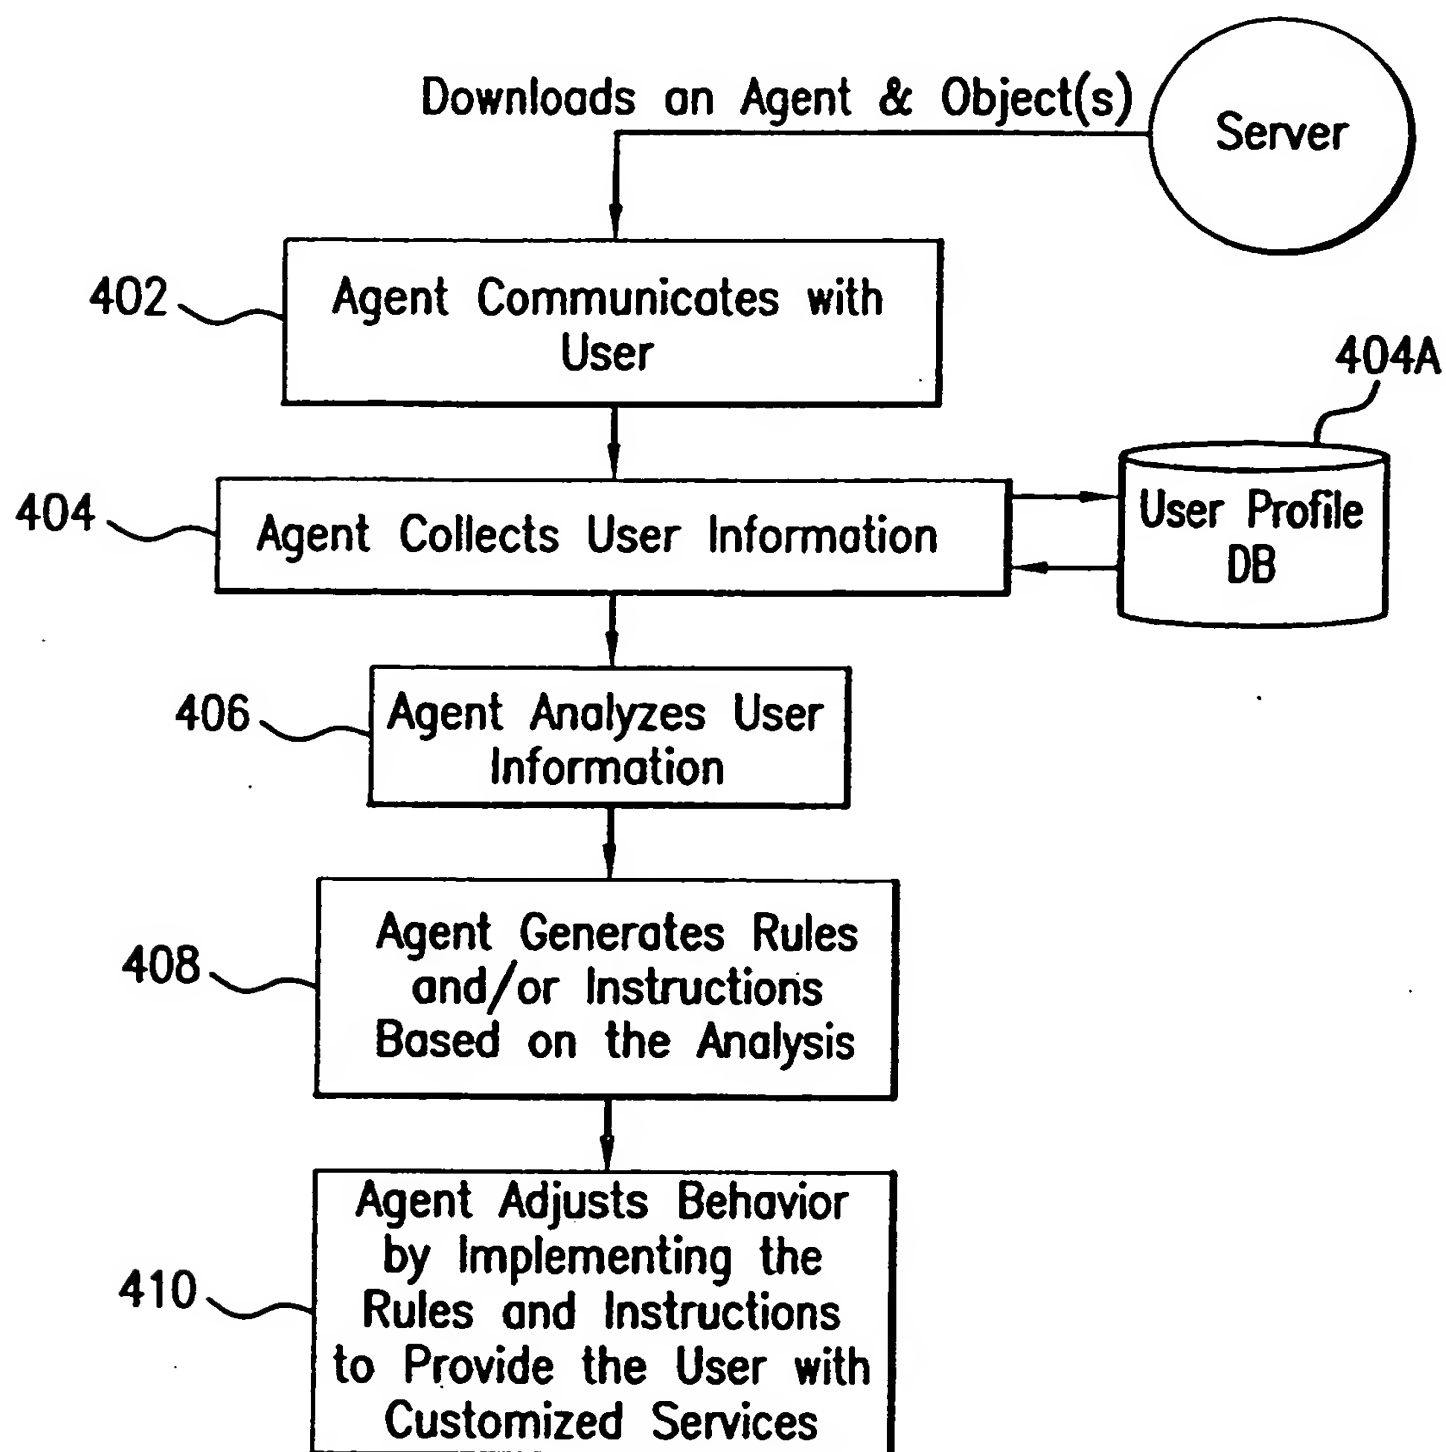 Downloads an Agent & Object(s)
Server
402
Agent Communicates with
User
404A
404
Agent Collects User Information
User Profile
DB
406
Agent Analyzes User
Information
408
Agent Generates Rules
and/or Instructions
Based on the Analysis
410
Agent Adjusts Behavior
by Implementing the
Rules and Instructions
to Provide the User with
Customized Services